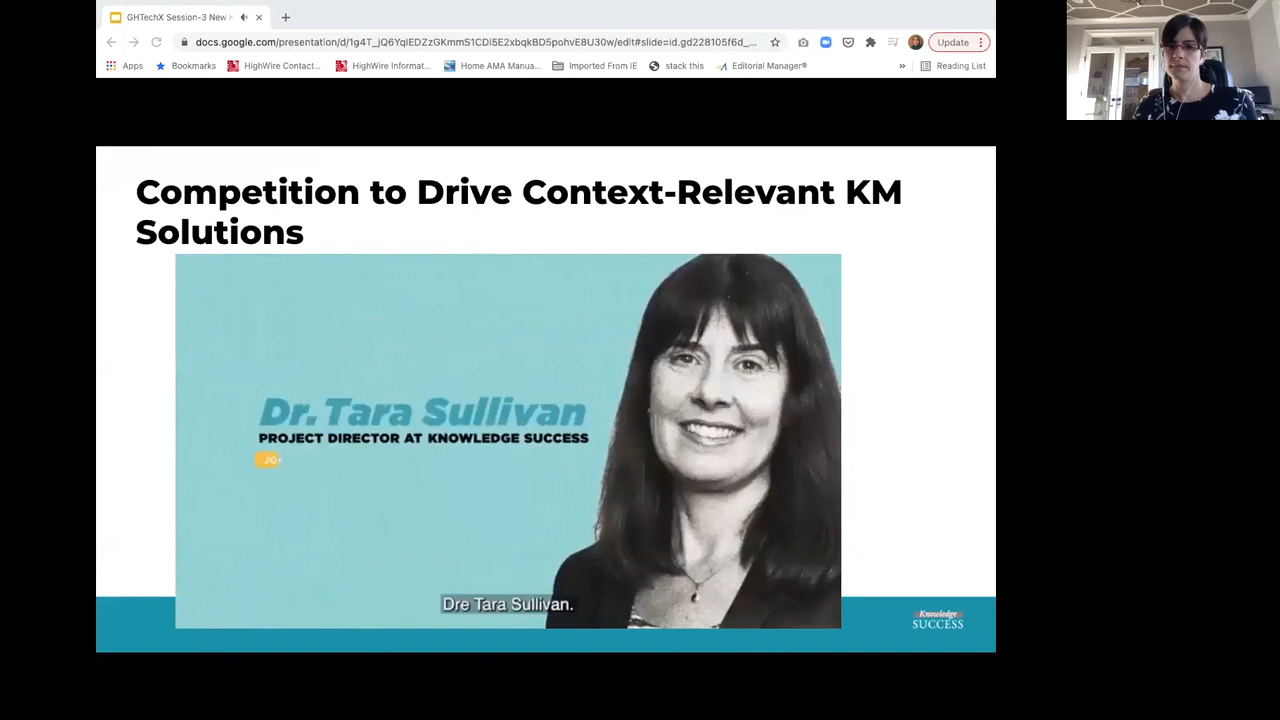 GHTechX Session-3 New
docs.google.com/presentation/d/1g4T_jQ6YqIEDZzGSmmS1CDi5E2xbqkBD5pohvE8U30w/edit#slide=id.gd228105f6d_...
Update
Apps
Bookmarks
HighWire Contact...
HighWire Informat...
Home AMA Manua...
Imported From IE
stack this
Editorial Manager®
»
Reading List
Competition to Drive Context-Relevant KM
Solutions
Dr. Tara Sullivan
PROJECT DIRECTOR AT KNOWLEDGE SUCCESS
Dre Tara Sullivan.
Knowledge
SUCCESS